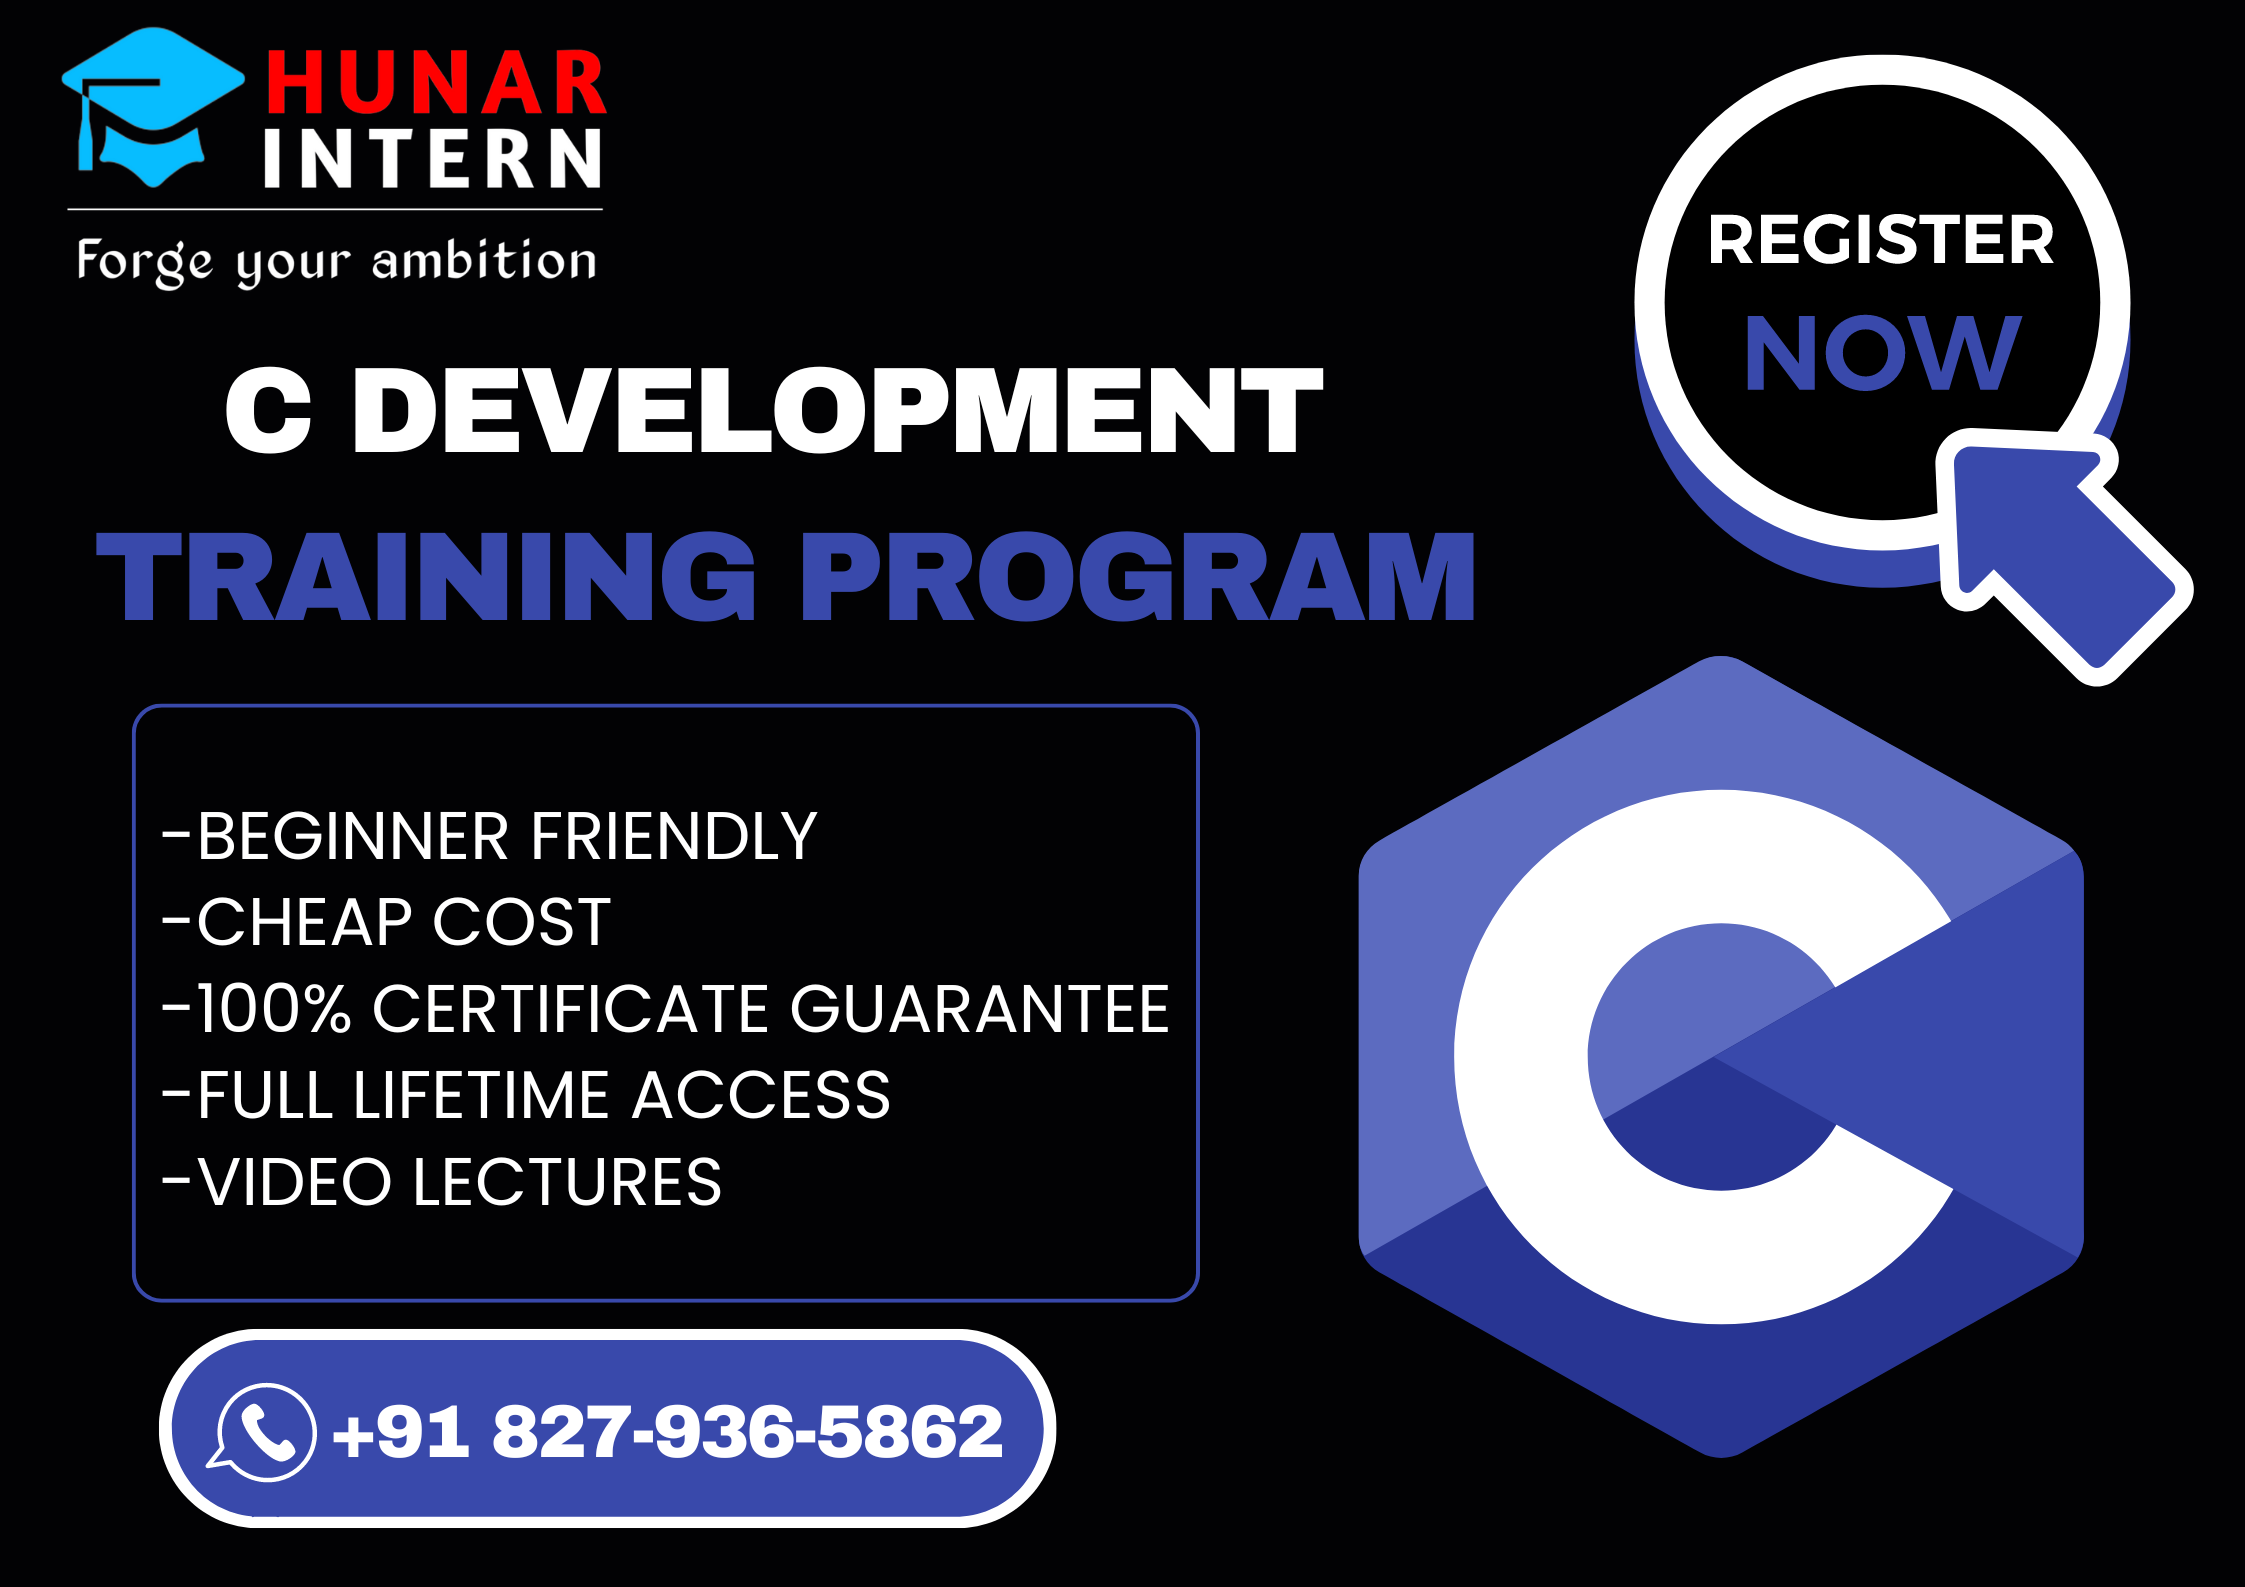 HUNAR
INTERN
Forge your ambition
REGISTER
NOW
C DEVELOPMENT
TRAINING PROGRAM
-BEGINNER FRIENDLY
-CHEAP COST
-100% CERTIFICATE GUARANTEE
-FULL LIFETIME ACCESS
-VIDEO LECTURES
C
+91 827-936-5862